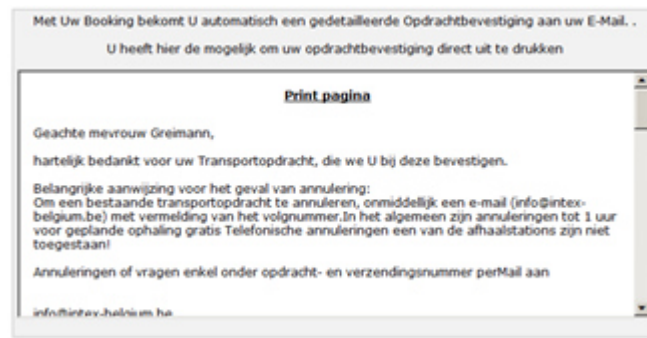 Met Uw Booking bekomt U automatisch een gedetailleerde Opdrachtbevestiging aan uw E-Mail. .
U heeft hier de mogelijk om uw opdrachtbevestiging direct uit te drukken
Print pagina
Geachte mevrouw Greimann,
hartelijk bedankt voor uw Transportopdracht, die we U bij deze bevestigen.
Belangrijke aanwijzing voor het geval van annulering:
Om een bestaande transportopdracht te annuleren, onmiddellijk een e-mail (info@intex-
belgium.be) met vermelding van het volgnummer.In het algemeen zijn annuleringen tot 1 uur
voor geplande ophaling gratis Telefonische annuleringen een van de afhaalstations zijn niet
toegestaan!
Annuleringen of vragen enkel onder opdracht- en verzendingsnummer perMail aan
info@intex-belgium.be